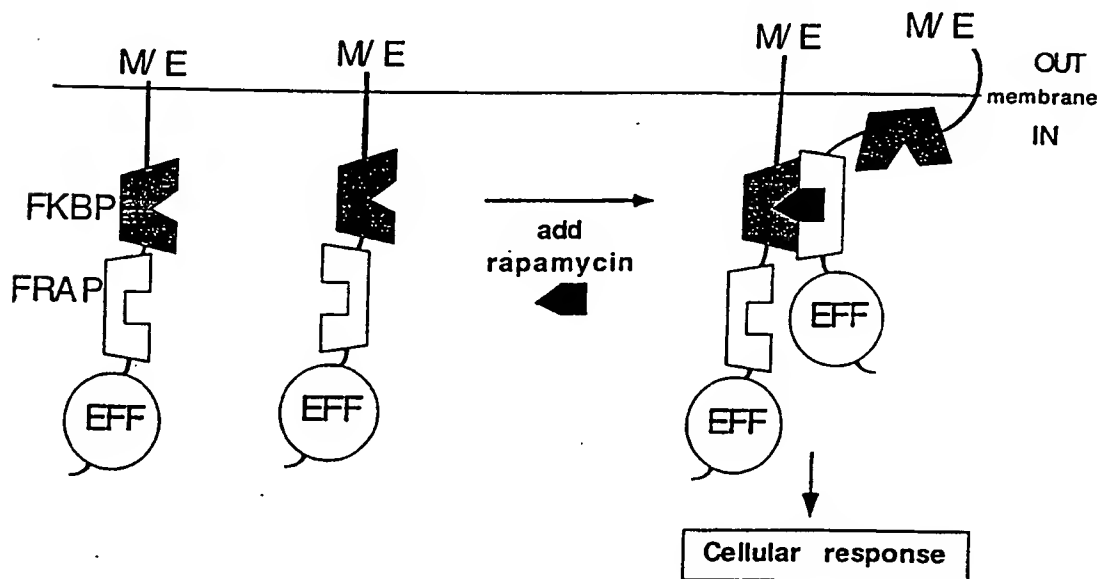 M/E
M/E
M/E
M/E
OUT
membrane
IN
FKBP
FRAP
add
rapamycin
EFF
EFF
EFF
EFF
Cellular response